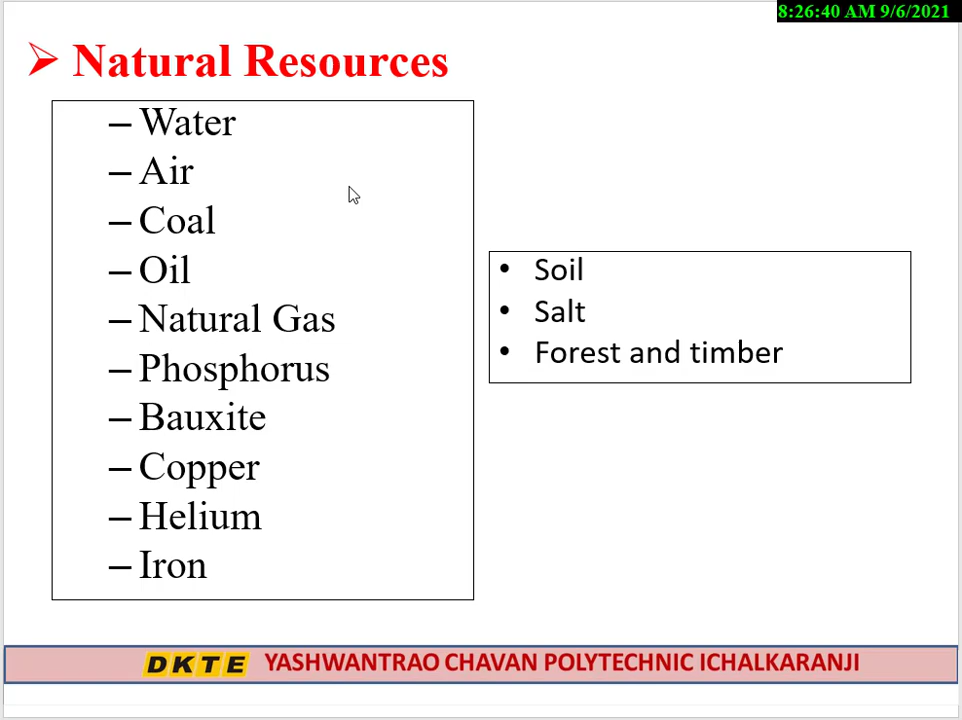 8:26:40 AM 9/6/2021
➢ Natural Resources
– Water
– Air
– Coal
– Oil
– Natural Gas
– Phosphorus
– Bauxite
– Copper
– Helium
– Iron
• Soil
• Salt
• Forest and timber
DKTE YASHWANTRAO CHAVAN POLYTECHNIC ICHALKARANJI